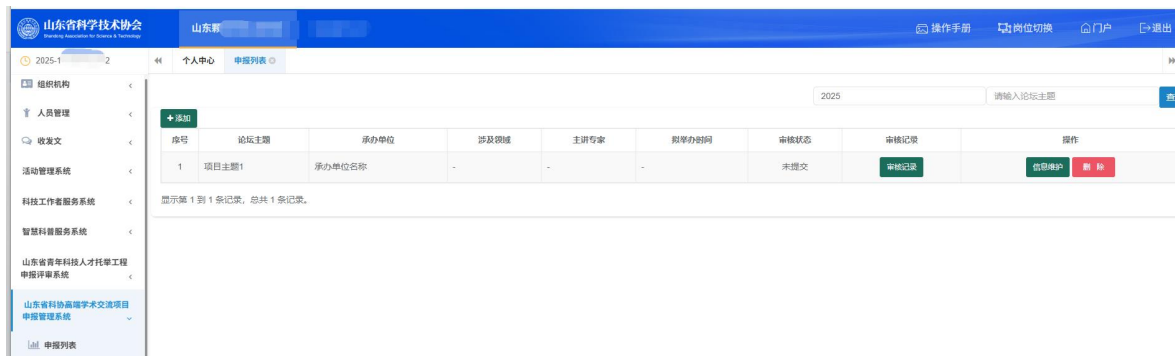 山东省科学技术协会
Shandong Association for Science & Technology
山东
操作手册
岗位切换
门户
退出
2025-1 2
个人中心
申报列表
组织机构
人员管理
收发文
活动管理系统
科技工作者服务系统
智慧科普服务系统
山东省青年科技人才托举工程
申报评审系统
山东省科协高端学术交流项目
申报管理系统
申报列表
2025
请输入论坛主题
查
+添加
序号 论坛主题 承办单位 涉及领域 主讲专家 拟举办时间 审核状态 审核记录 操作
1 项目主题1 承办单位名称 - - - 未提交 审核记录 信息维护 删 除
显示第 1 到 1 条记录，总共 1 条记录。